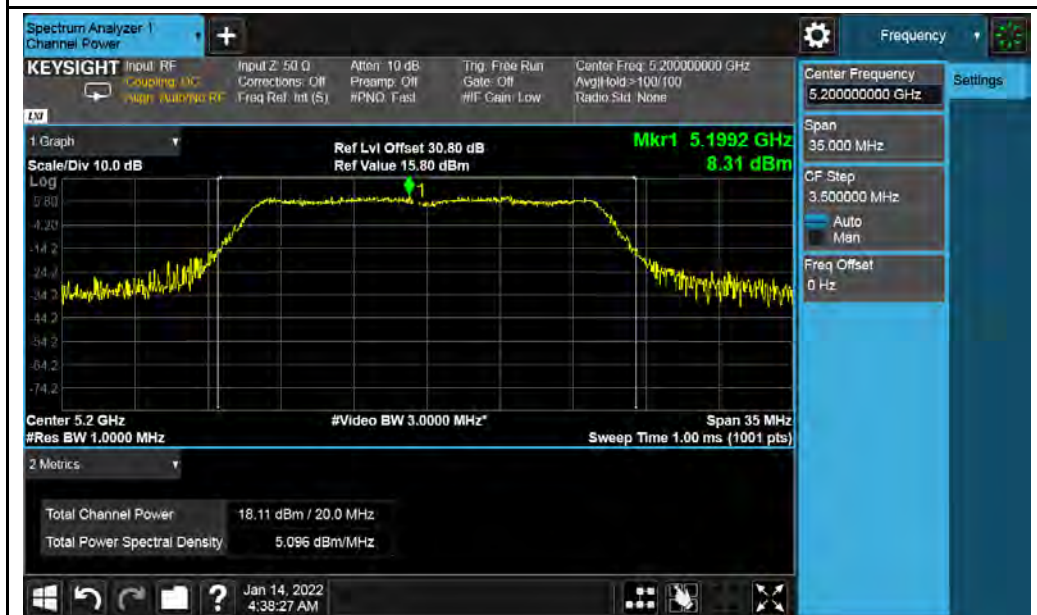 Spectrum Analyzer 1
Channel Power
+
Frequency
KEYSIGHT
Input: RF
Coupling: DC
Align: Auto/No RF
Input Z: 50 Ω
Corrections: Off
Freq Ref: Int (S)
Atten: 10 dB
Preamp: Off
#PNO: Fast
Trig: Free Run
Gate: Off
#IF Gain: Low
Center Freq: 5.200000000 GHz
Avg|Hold:>100/100
Radio Std: None
LXI
Center Frequency
5.200000000 GHz
Settings
Span
35.000 MHz
CF Step
3.500000 MHz
Auto
Man
Freq Offset
0 Hz
1 Graph
Scale/Div 10.0 dB
Ref Lvl Offset 30.80 dB
Ref Value 15.80 dBm
Mkr1 5.1992 GHz
8.31 dBm
Log
5.80
-4.20
-14.2
-24.2
-34.2
-44.2
-54.2
-64.2
-74.2
1
Center 5.2 GHz
#Video BW 3.0000 MHz*
Span 35 MHz
#Res BW 1.0000 MHz
Sweep Time 1.00 ms (1001 pts)
2 Metrics
Total Channel Power 18.11 dBm / 20.0 MHz
Total Power Spectral Density 5.096 dBm/MHz
?
Jan 14, 2022
4:38:27 AM